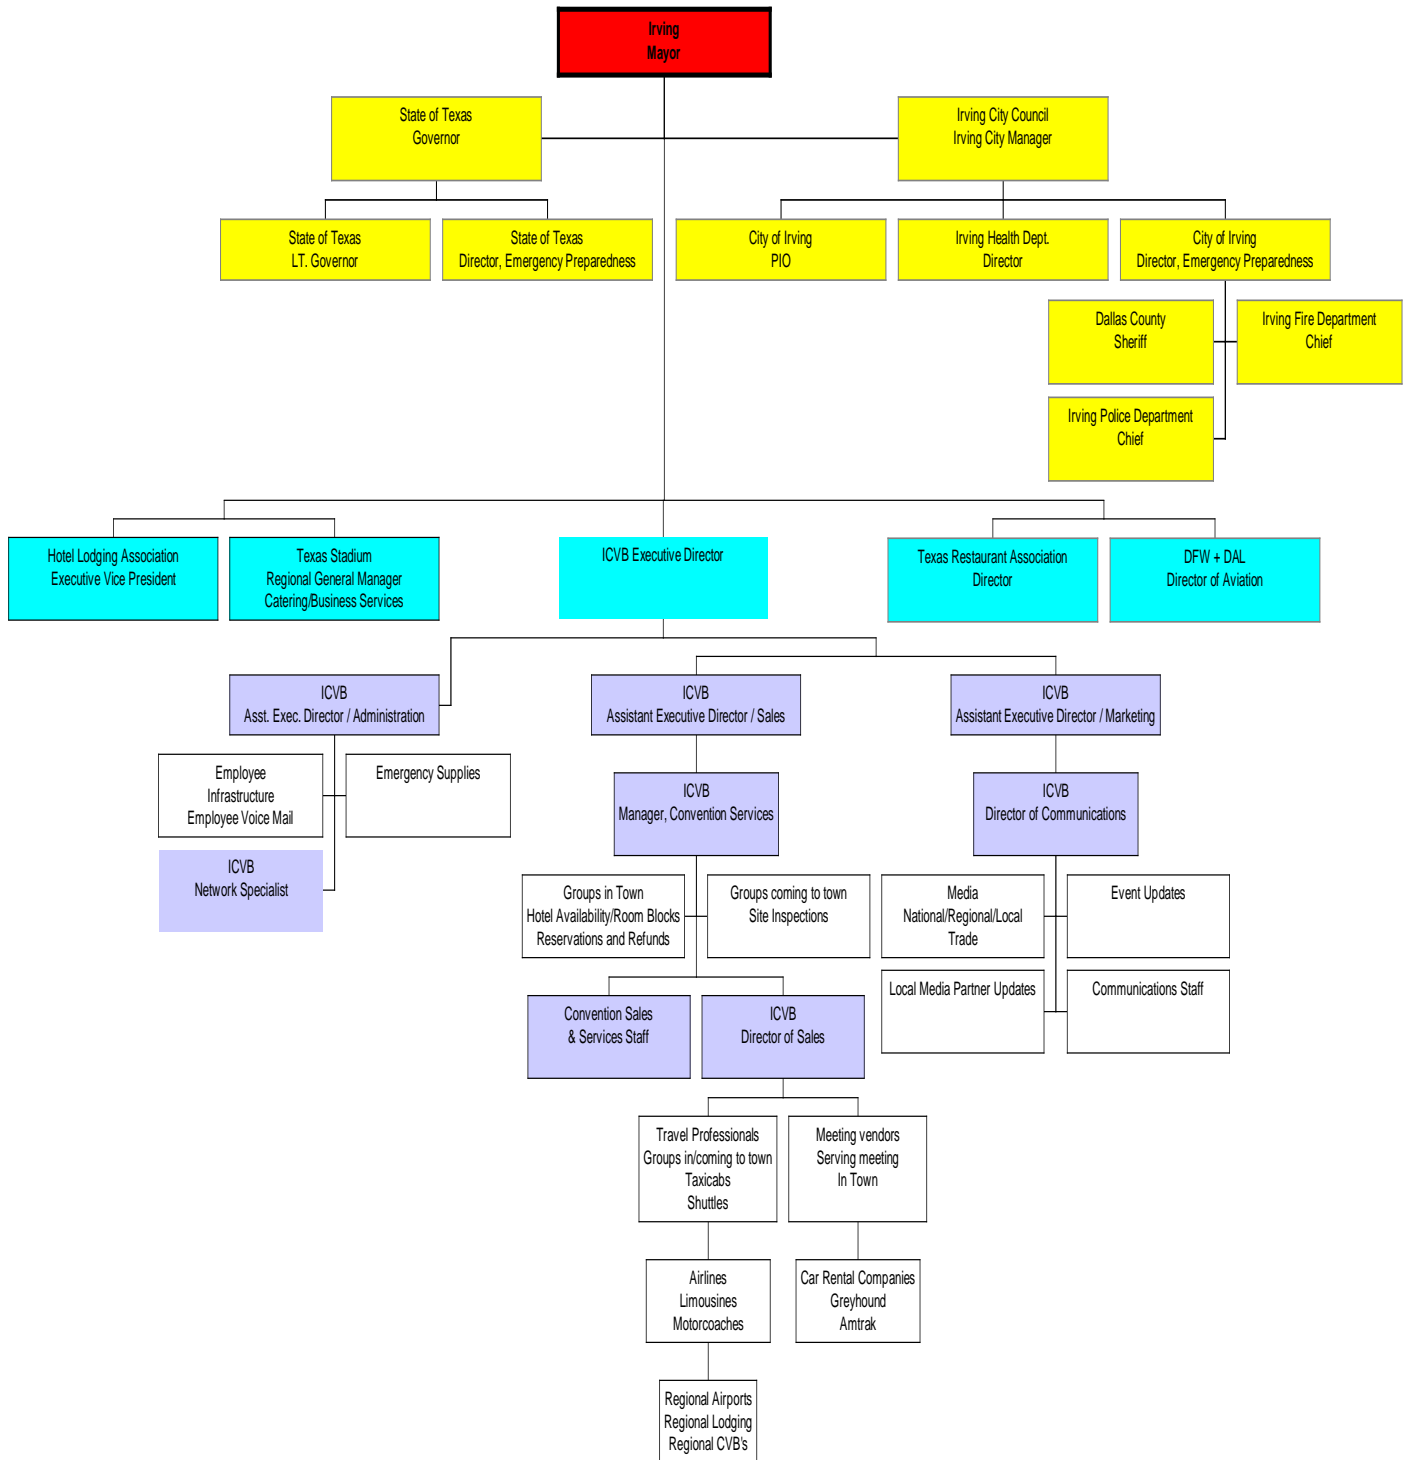 Irving
Mayor
State of Texas
Governor
Irving City Council
Irving City Manager
State of Texas
LT. Governor
State of Texas
Director, Emergency Preparedness
City of Irving
PIO
Irving Health Dept.
Director
City of Irving
Director, Emergency Preparedness
Dallas County
Sheriff
Irving Fire Department
Chief
Irving Police Department
Chief
Hotel Lodging Association
Executive Vice President
Texas Stadium
Regional General Manager
Catering/Business Services
ICVB Executive Director
Texas Restaurant Association
Director
DFW + DAL
Director of Aviation
ICVB
Asst. Exec. Director / Administration
ICVB
Assistant Executive Director / Sales
ICVB
Assistant Executive Director / Marketing
Employee
Infrastructure
Employee Voice Mail
Emergency Supplies
ICVB
Manager, Convention Services
ICVB
Director of Communications
ICVB
Network Specialist
Groups in Town
Hotel Availability/Room Blocks
Reservations and Refunds
Groups coming to town
Site Inspections
Media
National/Regional/Local
Trade
Event Updates
Local Media Partner Updates
Communications Staff
Convention Sales
& Services Staff
ICVB
Director of Sales
Travel Professionals
Groups in/coming to town
Taxicabs
Shuttles
Meeting vendors
Serving meeting
In Town
Airlines
Limousines
Motorcoaches
Car Rental Companies
Greyhound
Amtrak
Regional Airports
Regional Lodging
Regional CVB's